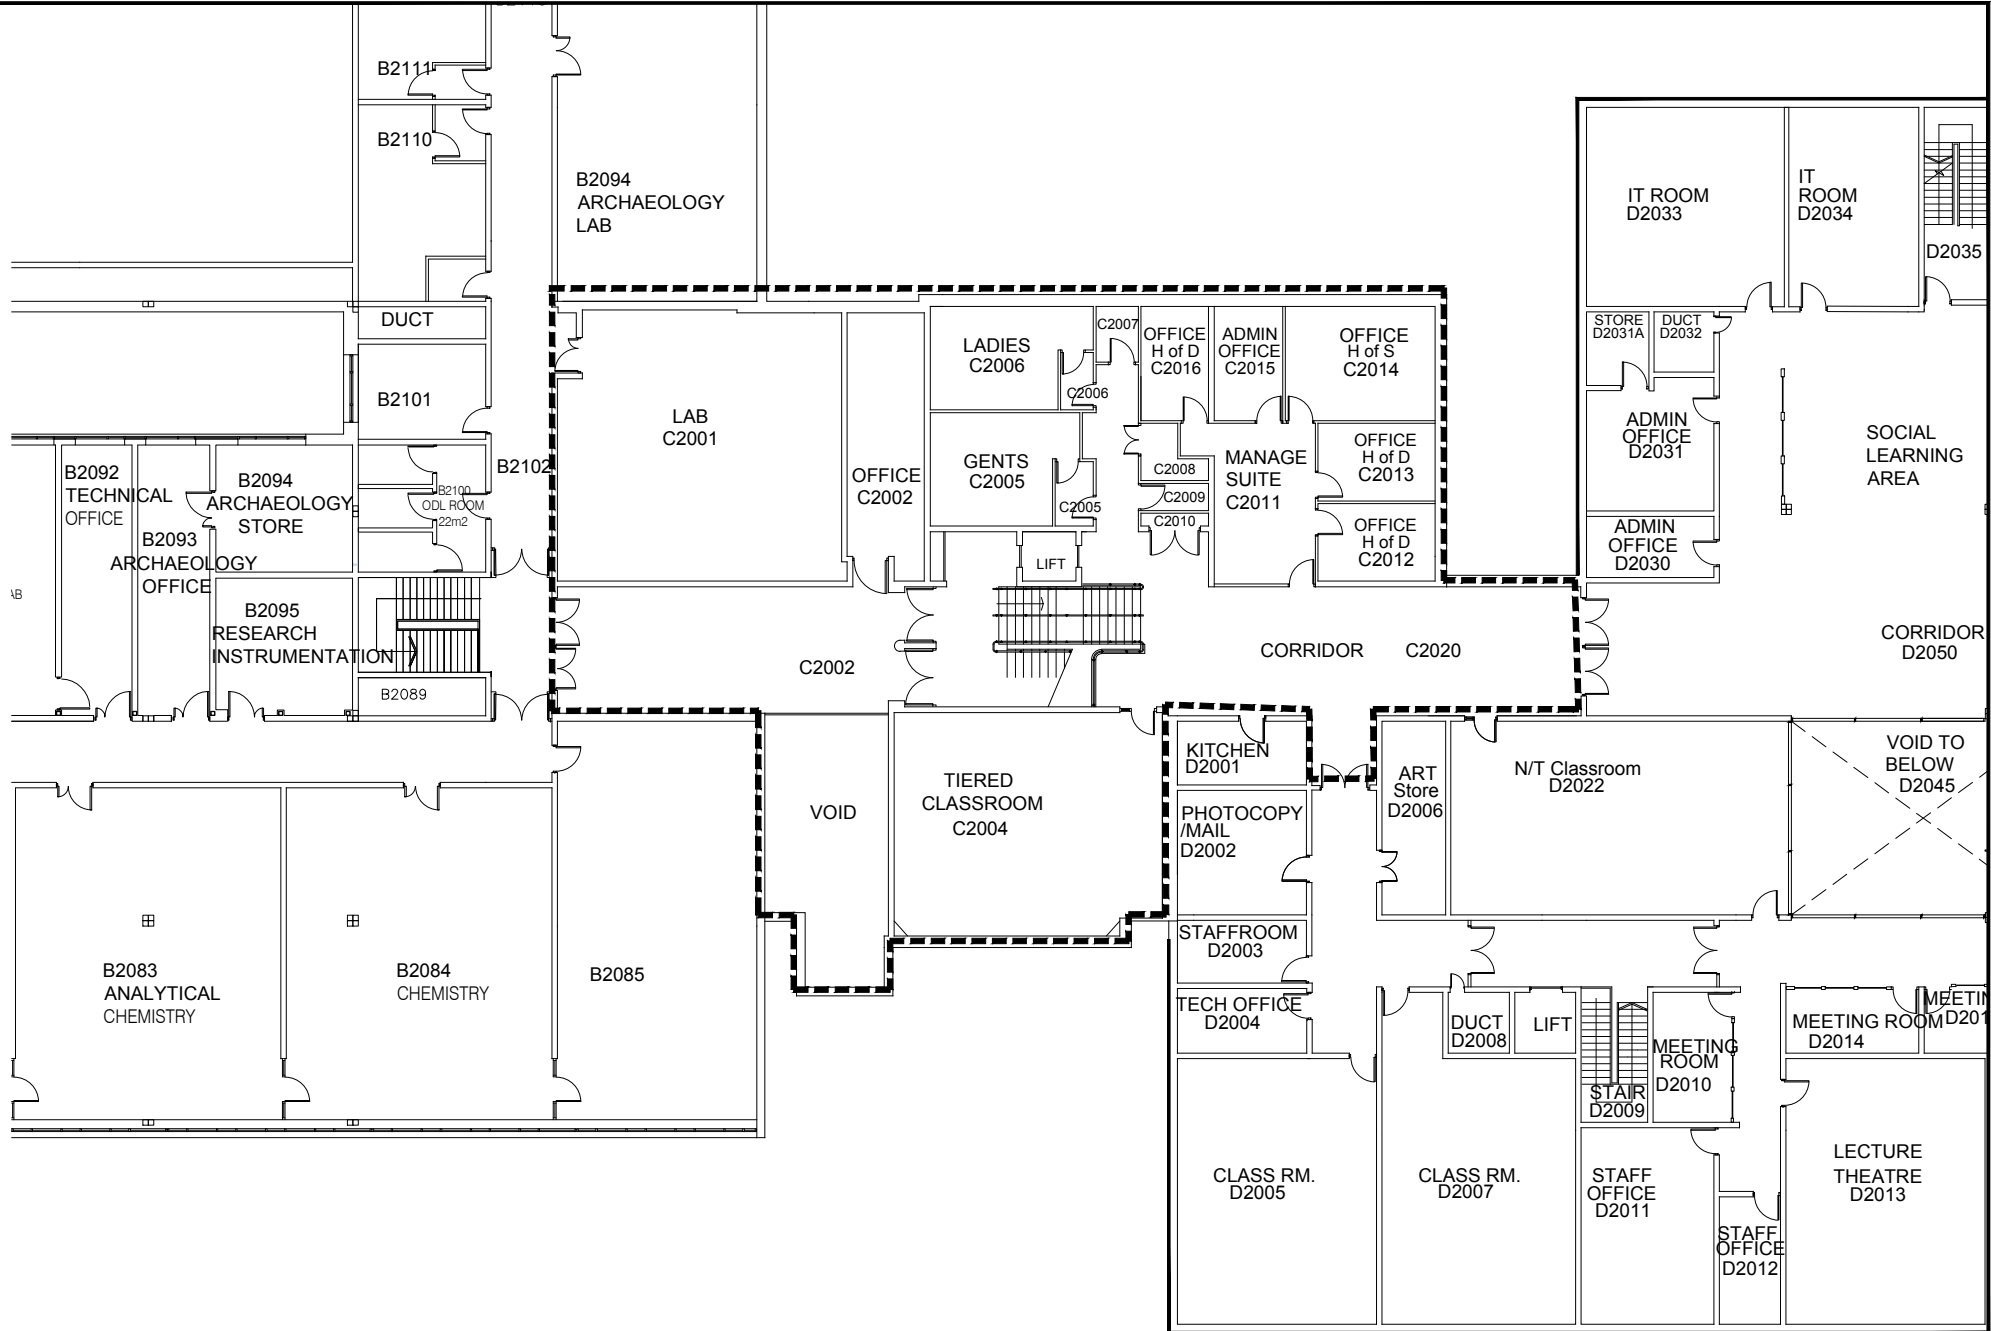 B2111
B2110
B2094
ARCHAEOLOGY
LAB
DUCT
B2101
B2102
B2092
TECHNICAL
OFFICE
B2093
ARCHAEOLOGY
OFFICE
B2094
ARCHAEOLOGY
STORE
B2100
ODL ROOM
22m2
B2095
RESEARCH
INSTRUMENTATION
B2089
AB
B2083
ANALYTICAL
CHEMISTRY
B2084
CHEMISTRY
B2085
LAB
C2001
OFFICE
C2002
LADIES
C2006
C2006
C2007
GENTS
C2005
C2005
LIFT
OFFICE
H of D
C2016
ADMIN
OFFICE
C2015
OFFICE
H of S
C2014
C2008
C2009
C2010
MANAGE
SUITE
C2011
OFFICE
H of D
C2013
OFFICE
H of D
C2012
C2002
CORRIDOR C2020
VOID
TIERED
CLASSROOM
C2004
IT ROOM
D2033
IT
ROOM
D2034
D2035
STORE
D2031A
DUCT
D2032
ADMIN
OFFICE
D2031
ADMIN
OFFICE
D2030
SOCIAL
LEARNING
AREA
CORRIDOR
D2050
KITCHEN
D2001
PHOTOCOPY
/MAIL
D2002
STAFFROOM
D2003
TECH OFFICE
D2004
ART
Store
D2006
N/T Classroom
D2022
VOID TO
BELOW
D2045
DUCT
D2008
LIFT
STAIR
D2009
MEETING
ROOM
D2010
MEETING ROOM
D2014
MEETIN
D201
CLASS RM.
D2005
CLASS RM.
D2007
STAFF
OFFICE
D2011
STAFF
OFFICE
D2012
LECTURE
THEATRE
D2013